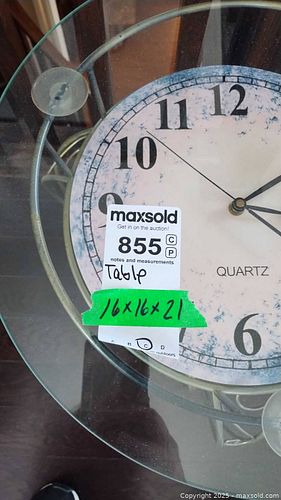 12
11
10
9
maxsold
Get in on the auction!
855 C
P
notes and measurements
Table
16x16x21
QUARTZ
6
C D
Copyright © 2025 - maxsold.com